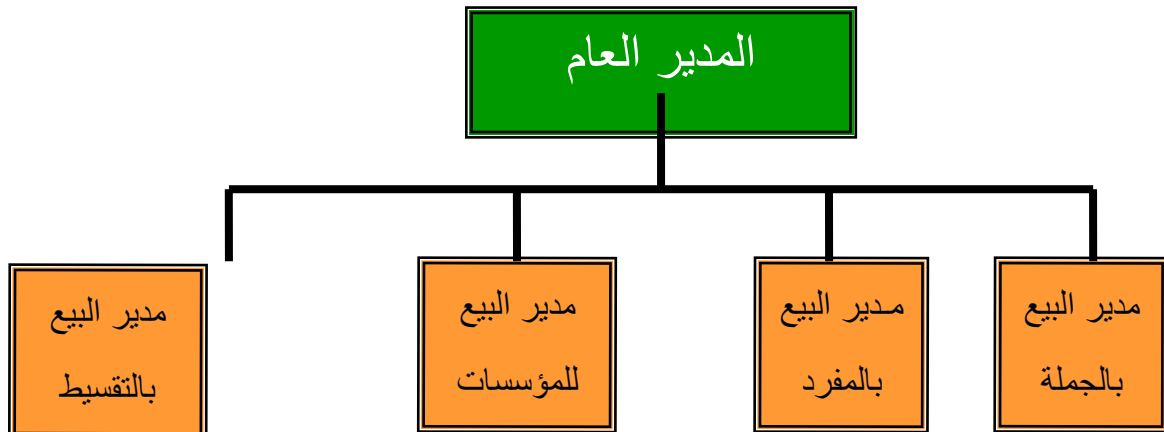 المدير العام
مدير البيع
بالجملة
مـدير البيع
بالمفرد
مدير البيع
للمؤسسات
مدير البيع
بالتقسيط